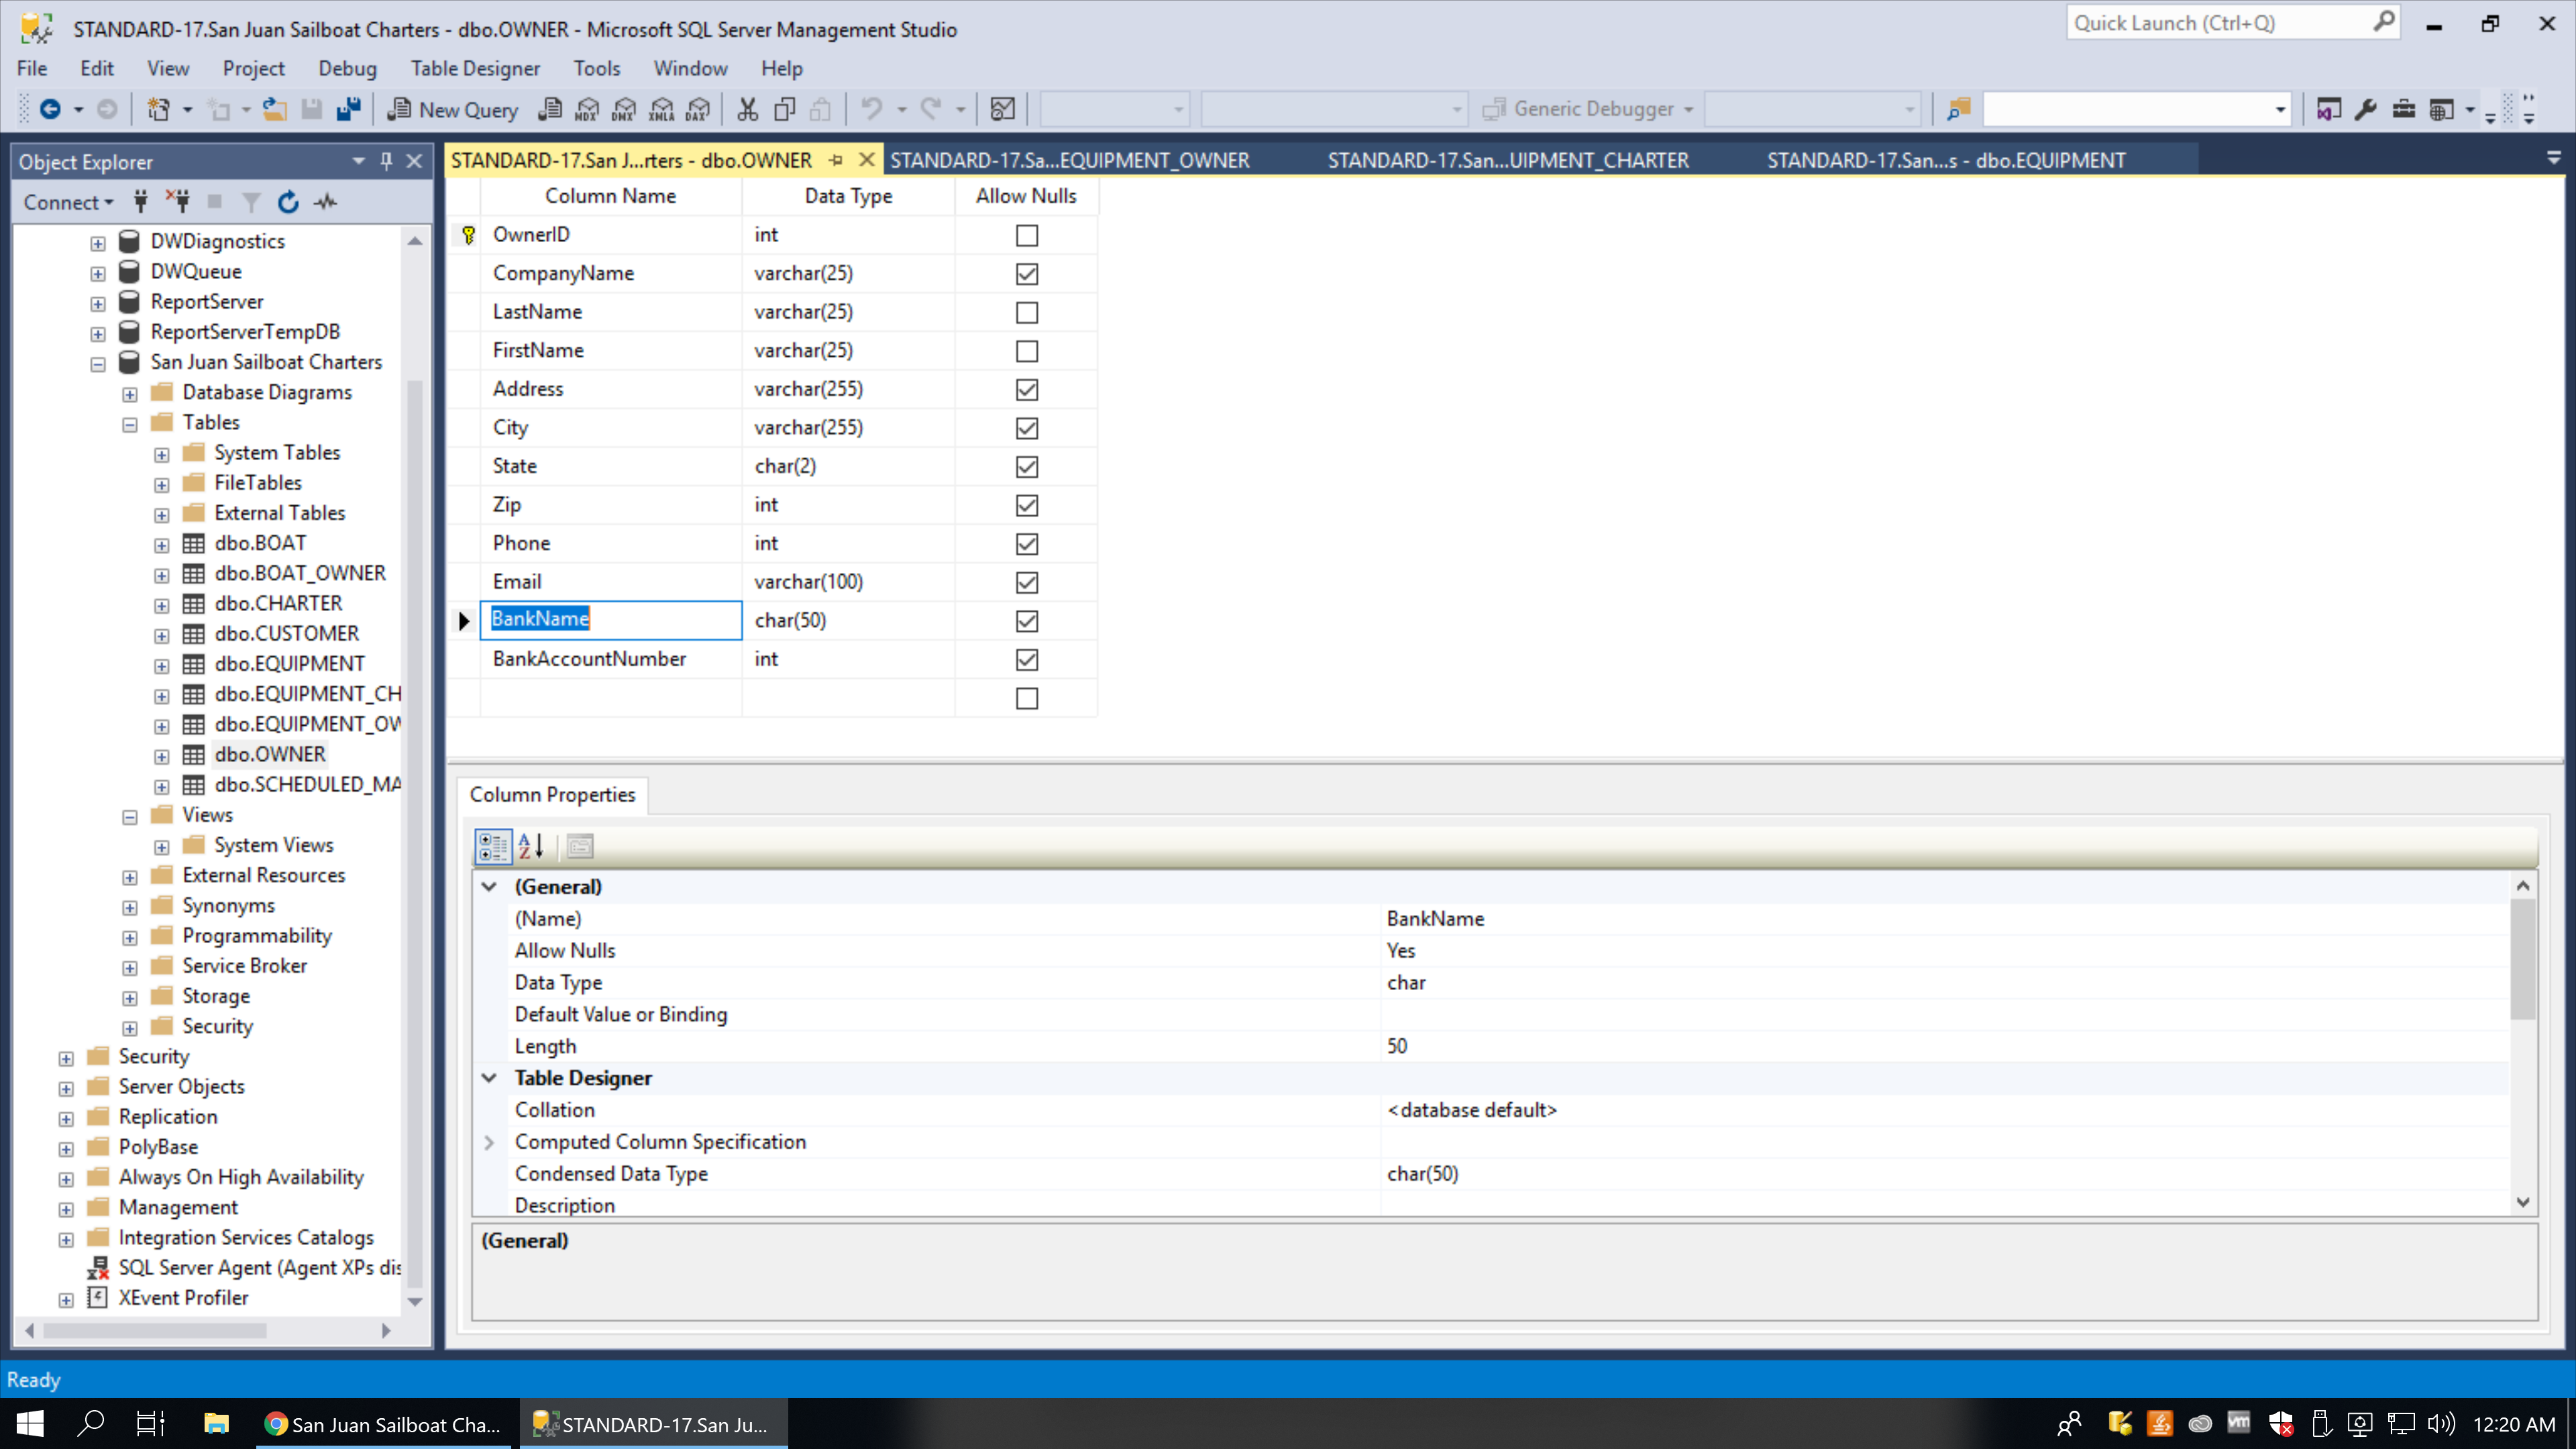 STANDARD-17.San Juan Sailboat Charters - dbo.OWNER - Microsoft SQL Server Management Studio
Quick Launch (Ctrl+Q)
File Edit View Project Debug Table Designer Tools Window Help
New Query MDX DMX XMLA DAX Generic Debugger
Object Explorer
Connect
DWDiagnostics
DWQueue
ReportServer
ReportServerTempDB
San Juan Sailboat Charters
Database Diagrams
Tables
System Tables
FileTables
External Tables
dbo.BOAT
dbo.BOAT_OWNER
dbo.CHARTER
dbo.CUSTOMER
dbo.EQUIPMENT
dbo.EQUIPMENT_CH
dbo.EQUIPMENT_OW
dbo.OWNER
dbo.SCHEDULED_MA
Views
System Views
External Resources
Synonyms
Programmability
Service Broker
Storage
Security
Security
Server Objects
Replication
PolyBase
Always On High Availability
Management
Integration Services Catalogs
SQL Server Agent (Agent XPs dis
XEvent Profiler
STANDARD-17.San J...rters - dbo.OWNER STANDARD-17.Sa...EQUIPMENT_OWNER STANDARD-17.San...UIPMENT_CHARTER STANDARD-17.San...s - dbo.EQUIPMENT
Column Name Data Type Allow Nulls
OwnerID int
CompanyName varchar(25)
LastName varchar(25)
FirstName varchar(25)
Address varchar(255)
City varchar(255)
State char(2)
Zip int
Phone int
Email varchar(100)
BankName char(50)
BankAccountNumber int
Column Properties
(General)
(Name) BankName
Allow Nulls Yes
Data Type char
Default Value or Binding
Length 50
Table Designer
Collation <database default>
Computed Column Specification
Condensed Data Type char(50)
Description
(General)
Ready
San Juan Sailboat Cha... STANDARD-17.San Ju... vm 12:20 AM